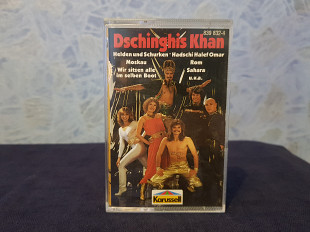 839 832-4
Dschinghis Khan
Helden und Schurken · Hadschi Halef Omar
Moskau
Rom
Wir sitzen alle
im selben Boot
Sahara
u.v.a.
Karussell